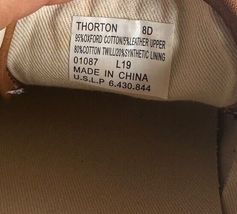 THORTON 8D
95%OXFORD COTTON/5%LEATHER UPPER
80%COTTON TWILL/20%SYNTHETIC LINING
01087 L19
MADE IN CHINA
U.S.L.P 6.430.844